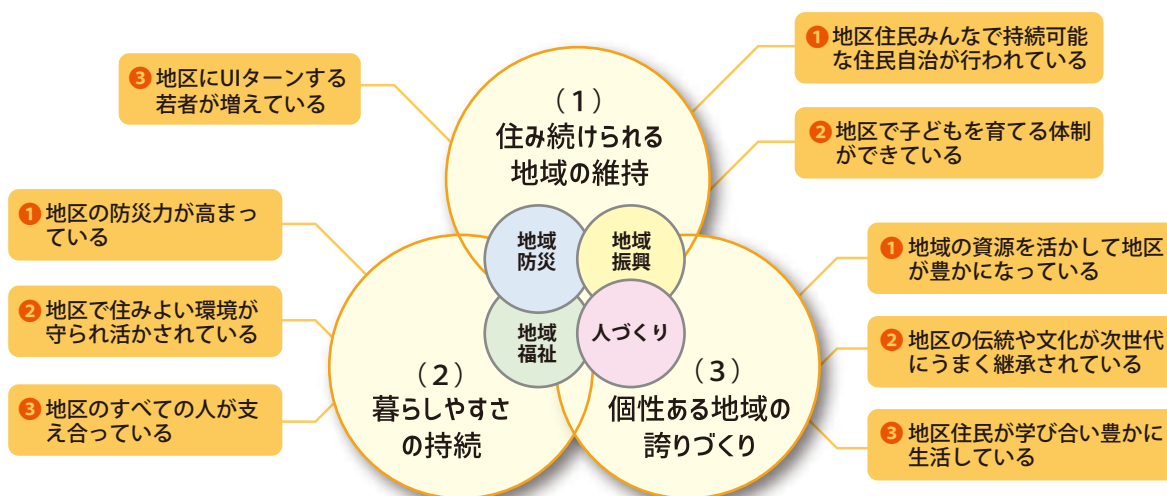 ❶ 地区住民みんなで持続可能
な住民自治が行われている
❸ 地区にUIターンする
若者が増えている
(1)
住み続けられる
地域の維持
❷ 地区で子どもを育てる体制
ができている
❶ 地区の防災力が高まっ
ている
地域
防災
地域
振興
❶ 地域の資源を活かして地区
が豊かになっている
❷ 地区で住みよい環境が
守られ活かされている
地域
福祉
人づくり
❷ 地区の伝統や文化が次世代
にうまく継承されている
(2)
暮らしやすさ
の持続
(3)
個性ある地域の
誇りづくり
❸ 地区のすべての人が支
え合っている
❸ 地区住民が学び合い豊かに
生活している